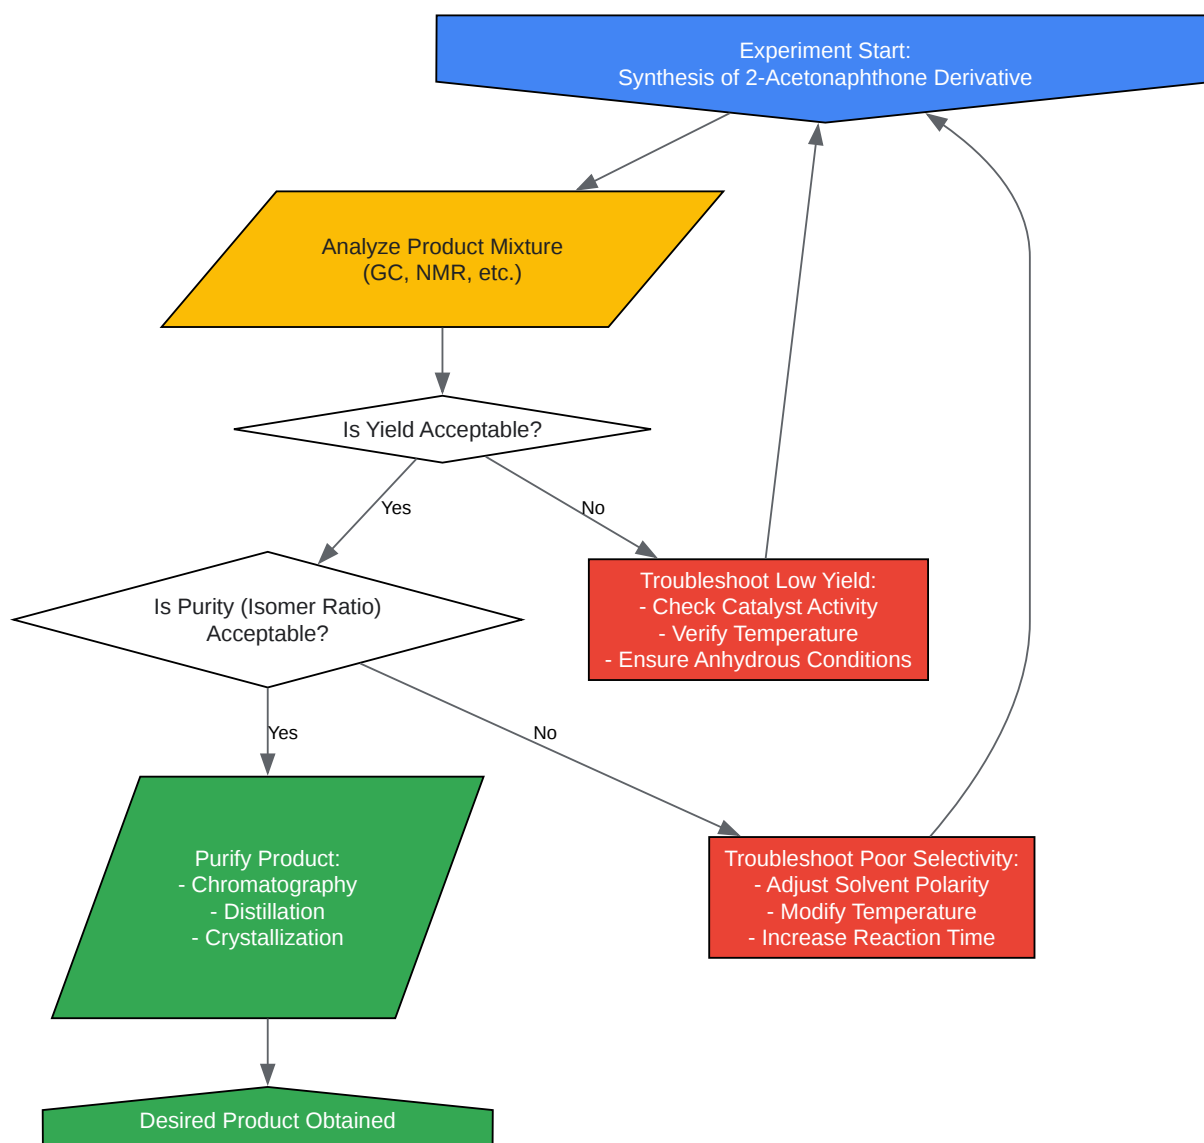 Experiment Start:
Synthesis of 2-Acetonaphthone Derivative
Analyze Product Mixture
(GC, NMR, etc.)
Is Yield Acceptable?
Yes
No
Is Purity (Isomer Ratio)
Acceptable?
Troubleshoot Low Yield:
- Check Catalyst Activity
- Verify Temperature
- Ensure Anhydrous Conditions
Yes
No
Purify Product:
- Chromatography
- Distillation
- Crystallization
Troubleshoot Poor Selectivity:
- Adjust Solvent Polarity
- Modify Temperature
- Increase Reaction Time
Desired Product Obtained